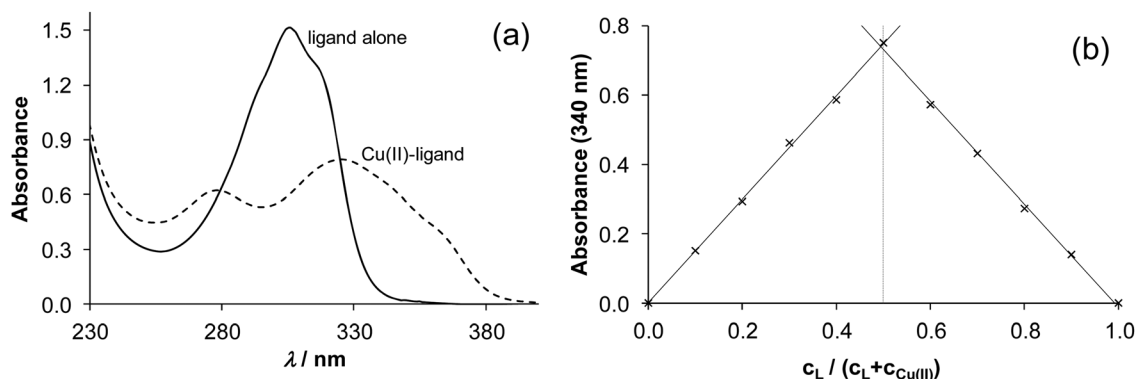 (a)
ligand alone
Cu(II)-ligand
Absorbance
1.5
1.2
0.9
0.6
0.3
0.0
230 280 330 380
λ / nm
(b)
Absorbance (340 nm)
0.8
0.6
0.4
0.2
0.0
0.0 0.2 0.4 0.6 0.8 1.0
cL / (cL+cCu(II))